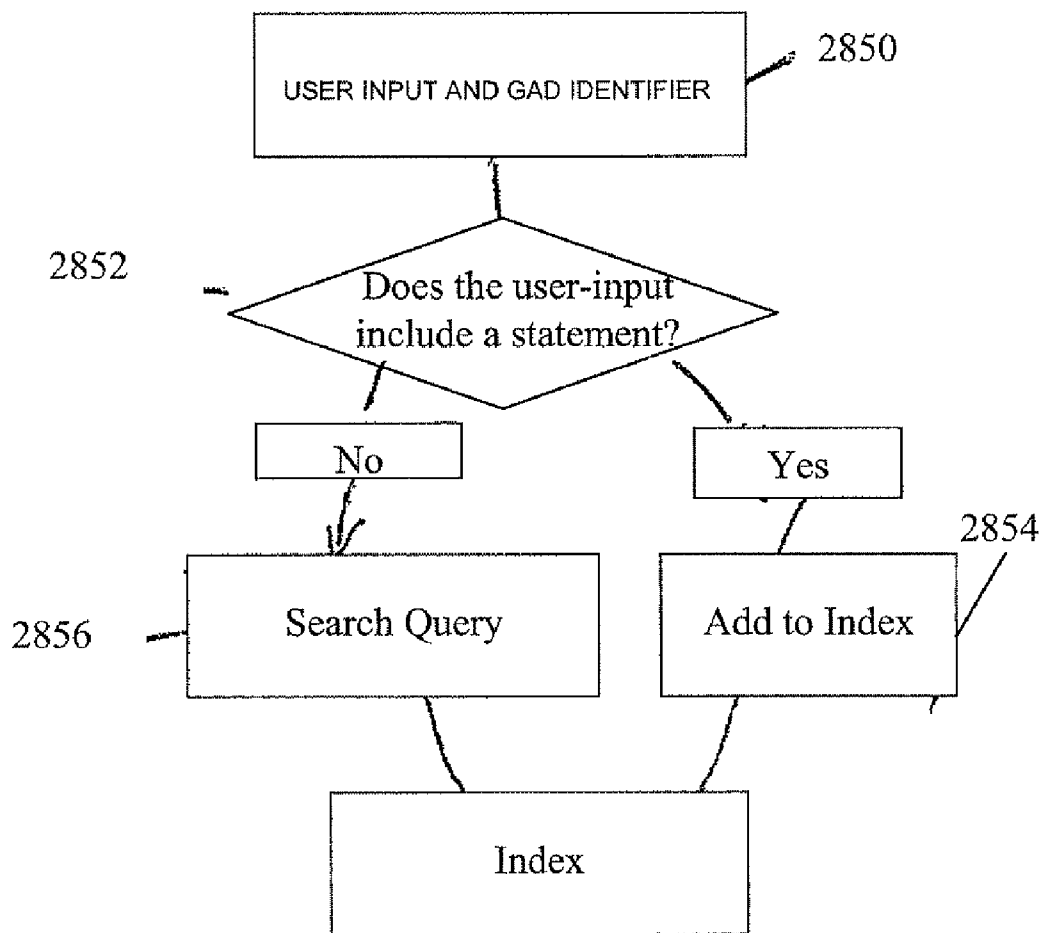 2850
USER INPUT AND GAD IDENTIFIER
2852
Does the user-input
include a statement?
No
Yes
2854
2856
Search Query
Add to Index
Index